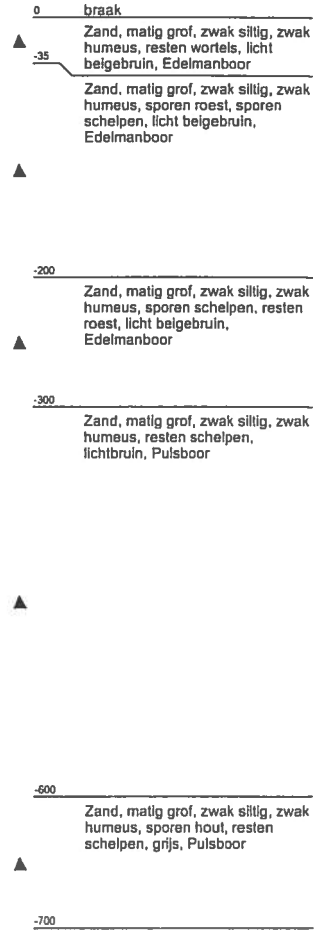 0 braak
Zand, matig grof, zwak siltig, zwak
humeus, resten wortels, licht
beigebruin, Edelmanboor
-35
Zand, matig grof, zwak siltig, zwak
humeus, sporen roest, sporen
schelpen, licht beigebruin,
Edelmanboor
-200
Zand, matig grof, zwak siltig, zwak
humeus, sporen schelpen, resten
roest, licht beigebruin,
Edelmanboor
-300
Zand, matig grof, zwak siltig, zwak
humeus, resten schelpen,
lichtbruin, Pulsboor
-600
Zand, matig grof, zwak siltig, zwak
humeus, sporen hout, resten
schelpen, grijs, Pulsboor
-700